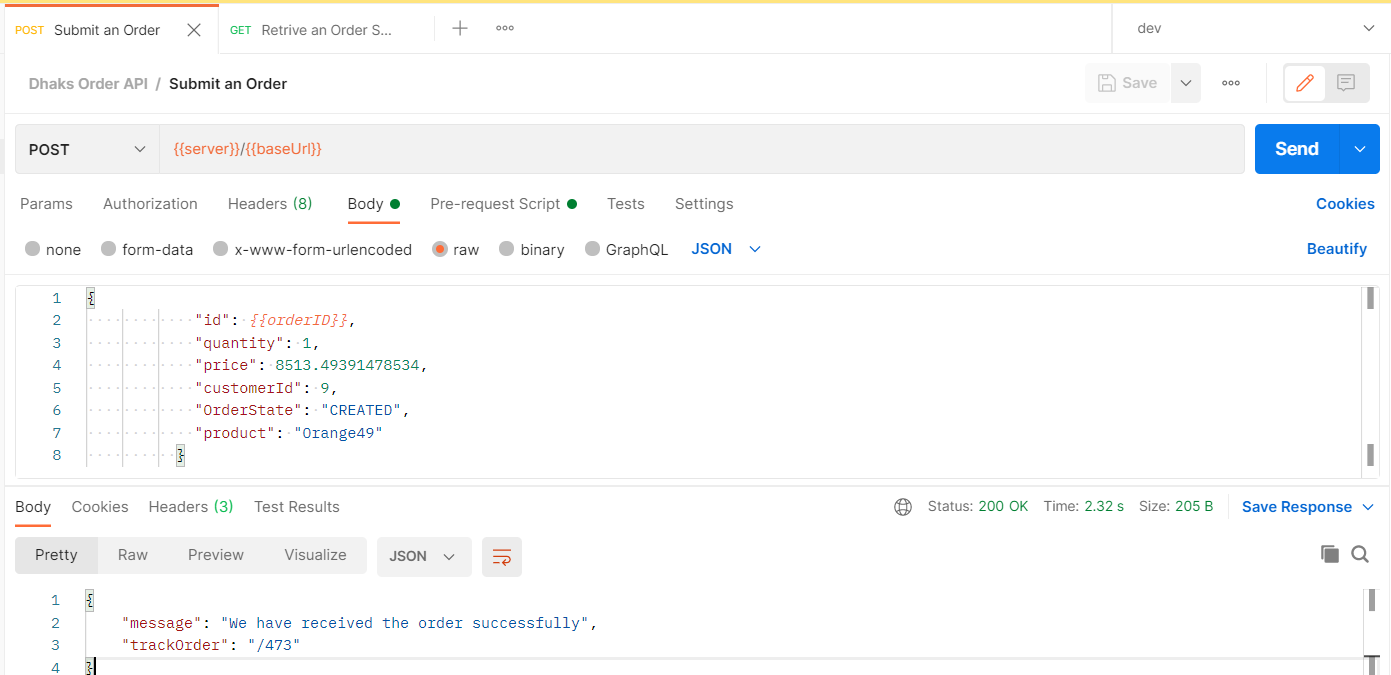 POST Submit an Order GET Retrive an Order S... dev
Dhaks Order API / Submit an Order Save
POST {{server}}/{{baseUrl}} Send
Params Authorization Headers (8) Body Pre-request Script Tests Settings Cookies
none form-data x-www-form-urlencoded raw binary GraphQL JSON Beautify
1 {
2 "id": {{orderID}},
3 "quantity": 1,
4 "price": 8513.49391478534,
5 "customerId": 9,
6 "OrderState": "CREATED",
7 "product": "Orange49"
8 }
Body Cookies Headers (3) Test Results Status: 200 OK Time: 2.32 s Size: 205 B Save Response
Pretty Raw Preview Visualize JSON
1 {
2 "message": "We have received the order successfully",
3 "trackOrder": "/473"
4 }